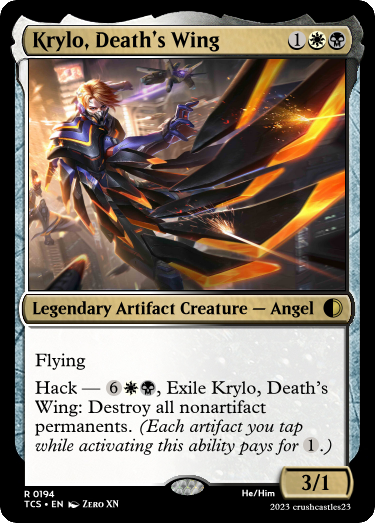 Krylo, Death's Wing 1
Legendary Artifact Creature — Angel
Flying
Hack — 6, Exile Krylo, Death's
Wing: Destroy all nonartifact
permanents. (Each artifact you tap
while activating this ability pays for 1.)
3/1
R 0194
He/Him
TCS • EN Zero XN
2023 crushcastles23